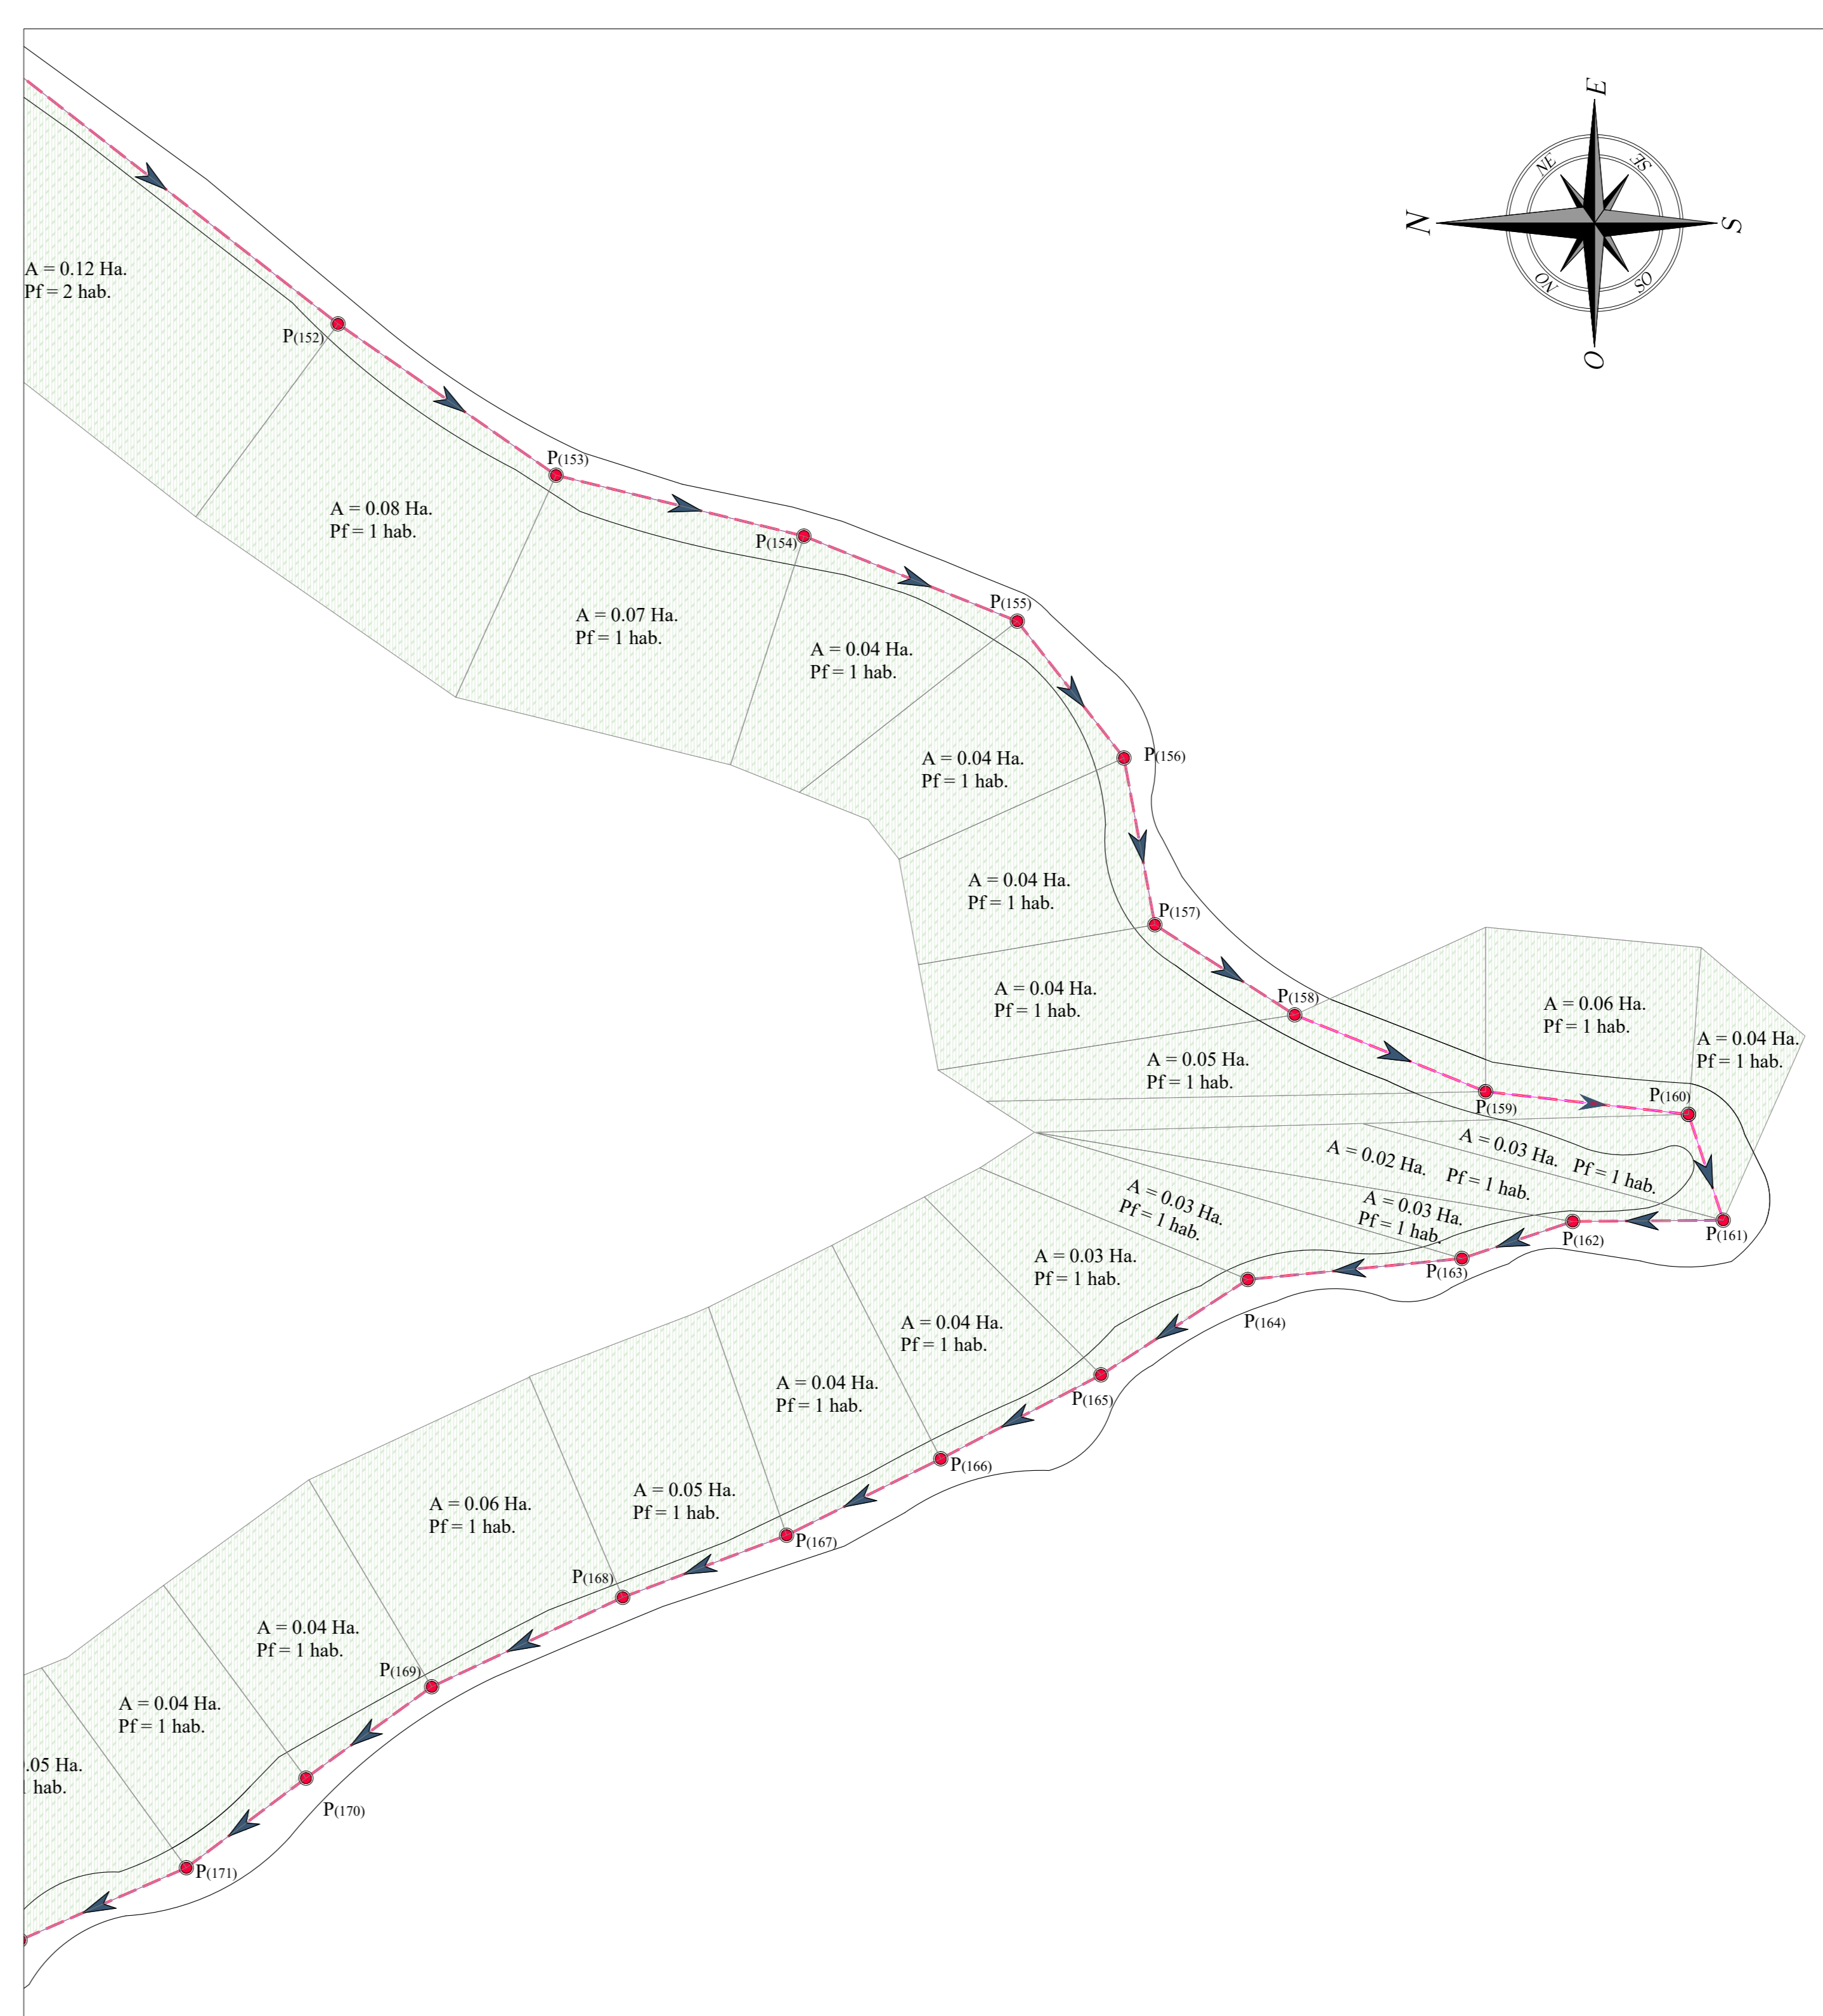 E
NE
SE
N
S
NO
SO
O
A = 0.12 Ha.
Pf = 2 hab.
P(152)
P(153)
A = 0.08 Ha.
Pf = 1 hab.
P(154)
P(155)
A = 0.07 Ha.
Pf = 1 hab.
A = 0.04 Ha.
Pf = 1 hab.
P(156)
A = 0.04 Ha.
Pf = 1 hab.
A = 0.04 Ha.
Pf = 1 hab.
P(157)
A = 0.04 Ha.
Pf = 1 hab.
P(158)
A = 0.06 Ha.
Pf = 1 hab.
A = 0.04 Ha.
Pf = 1 hab.
A = 0.05 Ha.
Pf = 1 hab.
P(160)
P(159)
A = 0.03 Ha. Pf = 1 hab.
A = 0.02 Ha. Pf = 1 hab.
A = 0.03 Ha.
Pf = 1 hab.
A = 0.03 Ha.
Pf = 1 hab.
P(161)
P(162)
P(163)
A = 0.03 Ha.
Pf = 1 hab.
P(164)
A = 0.04 Ha.
Pf = 1 hab.
P(165)
A = 0.04 Ha.
Pf = 1 hab.
P(166)
A = 0.05 Ha.
Pf = 1 hab.
A = 0.06 Ha.
Pf = 1 hab.
P(167)
P(168)
A = 0.04 Ha.
Pf = 1 hab.
P(169)
A = 0.04 Ha.
Pf = 1 hab.
.05 Ha.
hab.
P(170)
P(171)